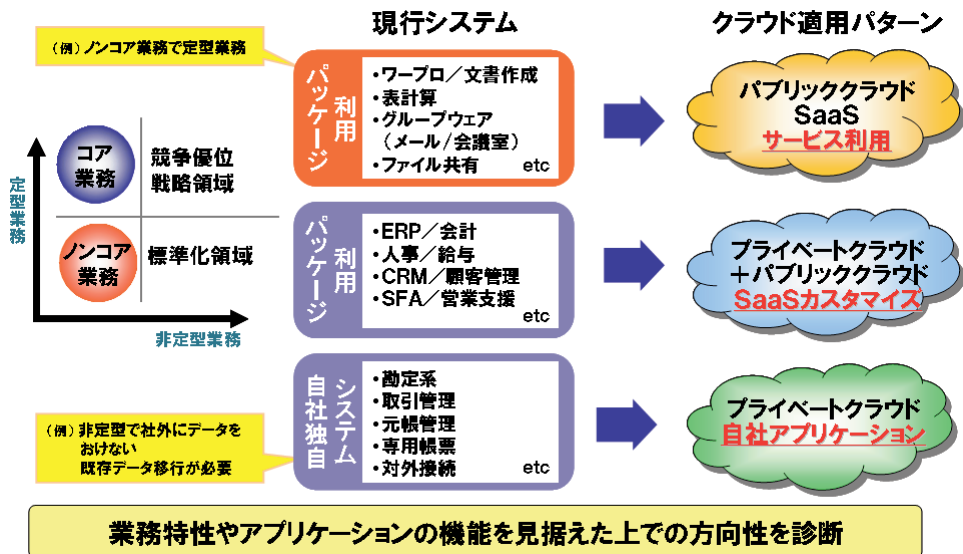 現行システム
クラウド適用パターン
(例)ノンコア業務で定型業務
定型業務
非定型業務
コア
業務
競争優位
戦略領域
ノンコア
業務
標準化領域
パッケージ
利用
・ワープロ/文書作成
・表計算
・グループウェア
(メール/会議室)
・ファイル共有 etc
パブリッククラウド
SaaS
サービス利用
パッケージ
利用
・ERP/会計
・人事/給与
・CRM/顧客管理
・SFA/営業支援
etc
プライベートクラウド
+パブリッククラウド
SaaSカスタマイズ
自社独自
システム
・勘定系
・取引管理
・元帳管理
・専用帳票
・対外接続 etc
プライベートクラウド
自社アプリケーション
(例)非定型で社外にデータを
おけない
既存データ移行が必要
業務特性やアプリケーションの機能を見据えた上での方向性を診断